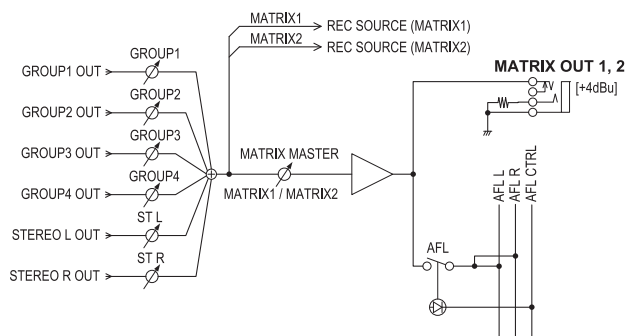 MATRIX1
REC SOURCE (MATRIX1)
MATRIX2
REC SOURCE (MATRIX2)
GROUP1
GROUP1 OUT
MATRIX OUT 1, 2
[+4dBu]
GROUP2
GROUP2 OUT
GROUP3
GROUP3 OUT
MATRIX MASTER
GROUP4
GROUP4 OUT
MATRIX1 / MATRIX2
AFL L
AFL R
AFL CTRL
ST L
STEREO L OUT
AFL
ST R
STEREO R OUT